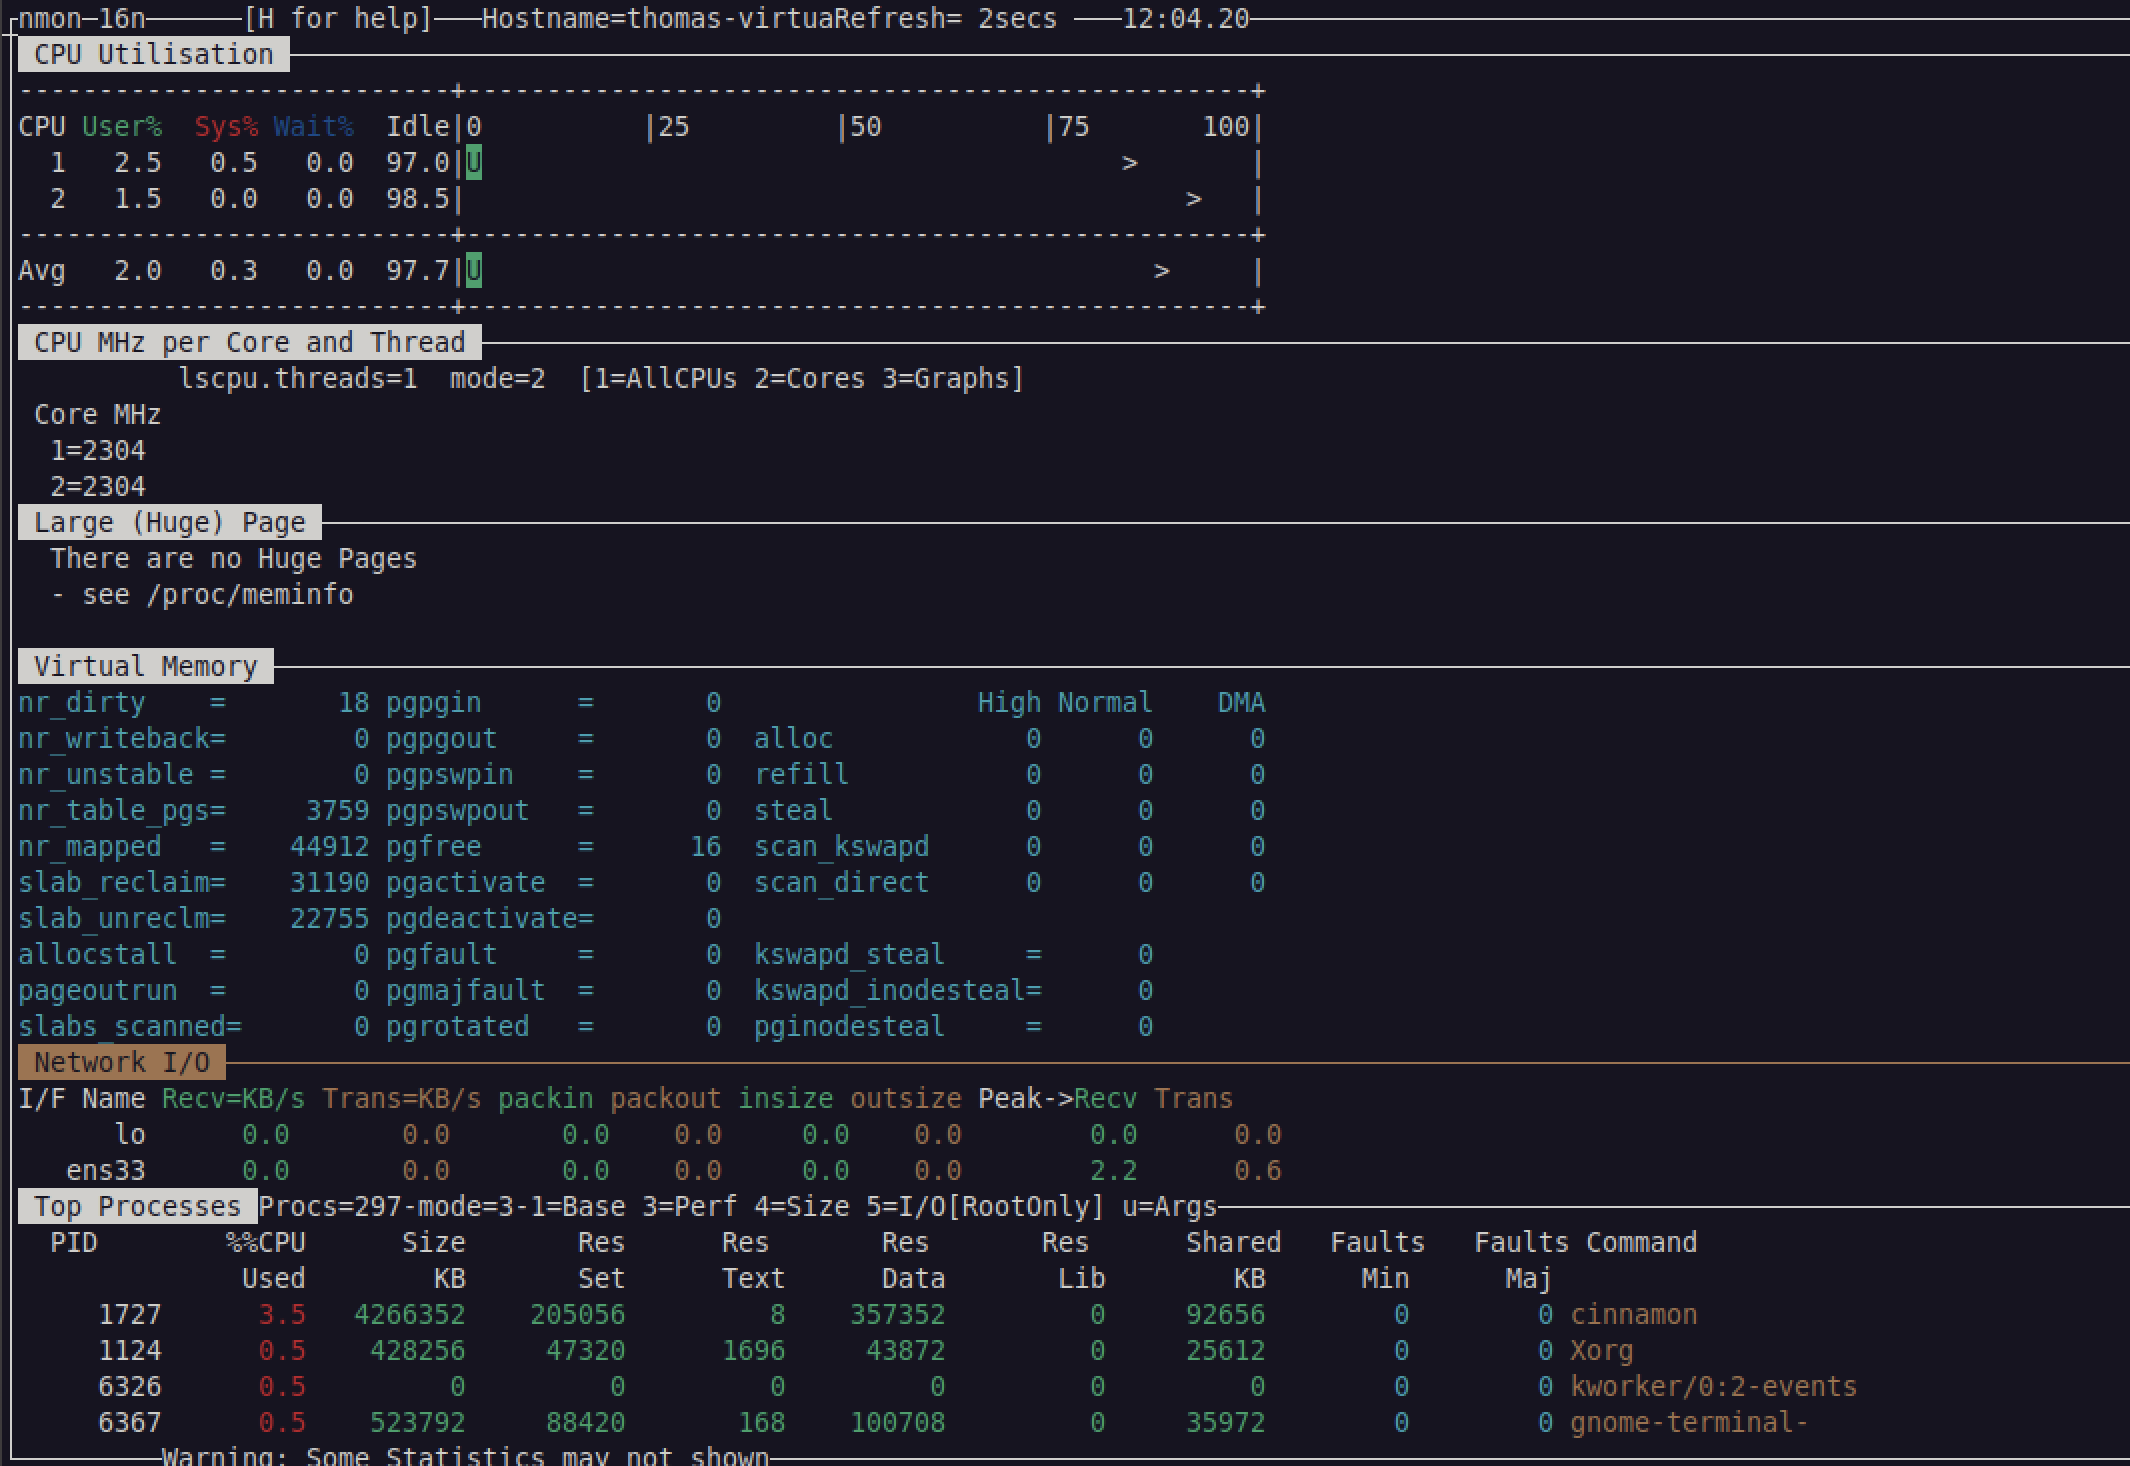 nmon-16n [H for help] Hostname=thomas-virtuaRefresh= 2secs 12:04.20
CPU Utilisation
---------------------------+-------------------------------------------------+
CPU User%  Sys% Wait%  Idle|0          |25         |50          |75       100|
1   2.5   0.5   0.0  97.0|U                                        >       |
2   1.5   0.0   0.0  98.5|                                             >   |
---------------------------+-------------------------------------------------+
Avg   2.0   0.3   0.0  97.7|U                                          >     |
---------------------------+-------------------------------------------------+
CPU MHz per Core and Thread
lscpu.threads=1  mode=2  [1=AllCPUs 2=Cores 3=Graphs]
Core MHz
1=2304
2=2304
Large (Huge) Page
There are no Huge Pages
- see /proc/meminfo
Virtual Memory
nr_dirty    =       18 pgpgin      =       0                High Normal    DMA
nr_writeback=        0 pgpgout     =       0  alloc            0      0      0
nr_unstable =        0 pgpswpin    =       0  refill           0      0      0
nr_table_pgs=     3759 pgpswpout   =       0  steal            0      0      0
nr_mapped   =    44912 pgfree      =      16  scan_kswapd      0      0      0
slab_reclaim=    31190 pgactivate  =       0  scan_direct      0      0      0
slab_unreclm=    22755 pgdeactivate=       0
allocstall  =        0 pgfault     =       0  kswapd_steal     =      0
pageoutrun  =        0 pgmajfault  =       0  kswapd_inodesteal=      0
slabs_scanned=       0 pgrotated   =       0  pginodesteal     =      0
Network I/O
I/F Name Recv=KB/s Trans=KB/s packin packout insize outsize Peak->Recv Trans
lo      0.0       0.0       0.0    0.0     0.0    0.0        0.0      0.0
ens33      0.0       0.0       0.0    0.0     0.0    0.0        2.2      0.6
Top Processes Procs=297-mode=3-1=Base 3=Perf 4=Size 5=I/O[RootOnly] u=Args
PID        %%CPU      Size       Res      Res       Res       Res      Shared   Faults   Faults Command
Used        KB       Set      Text      Data       Lib        KB      Min      Maj
1727      3.5   4266352    205056         8    357352         0     92656        0        0 cinnamon
1124      0.5    428256     47320      1696     43872         0     25612        0        0 Xorg
6326      0.5         0         0         0         0         0         0        0        0 kworker/0:2-events
6367      0.5    523792     88420       168    100708         0     35972        0        0 gnome-terminal-
Warning: Some Statistics may not shown